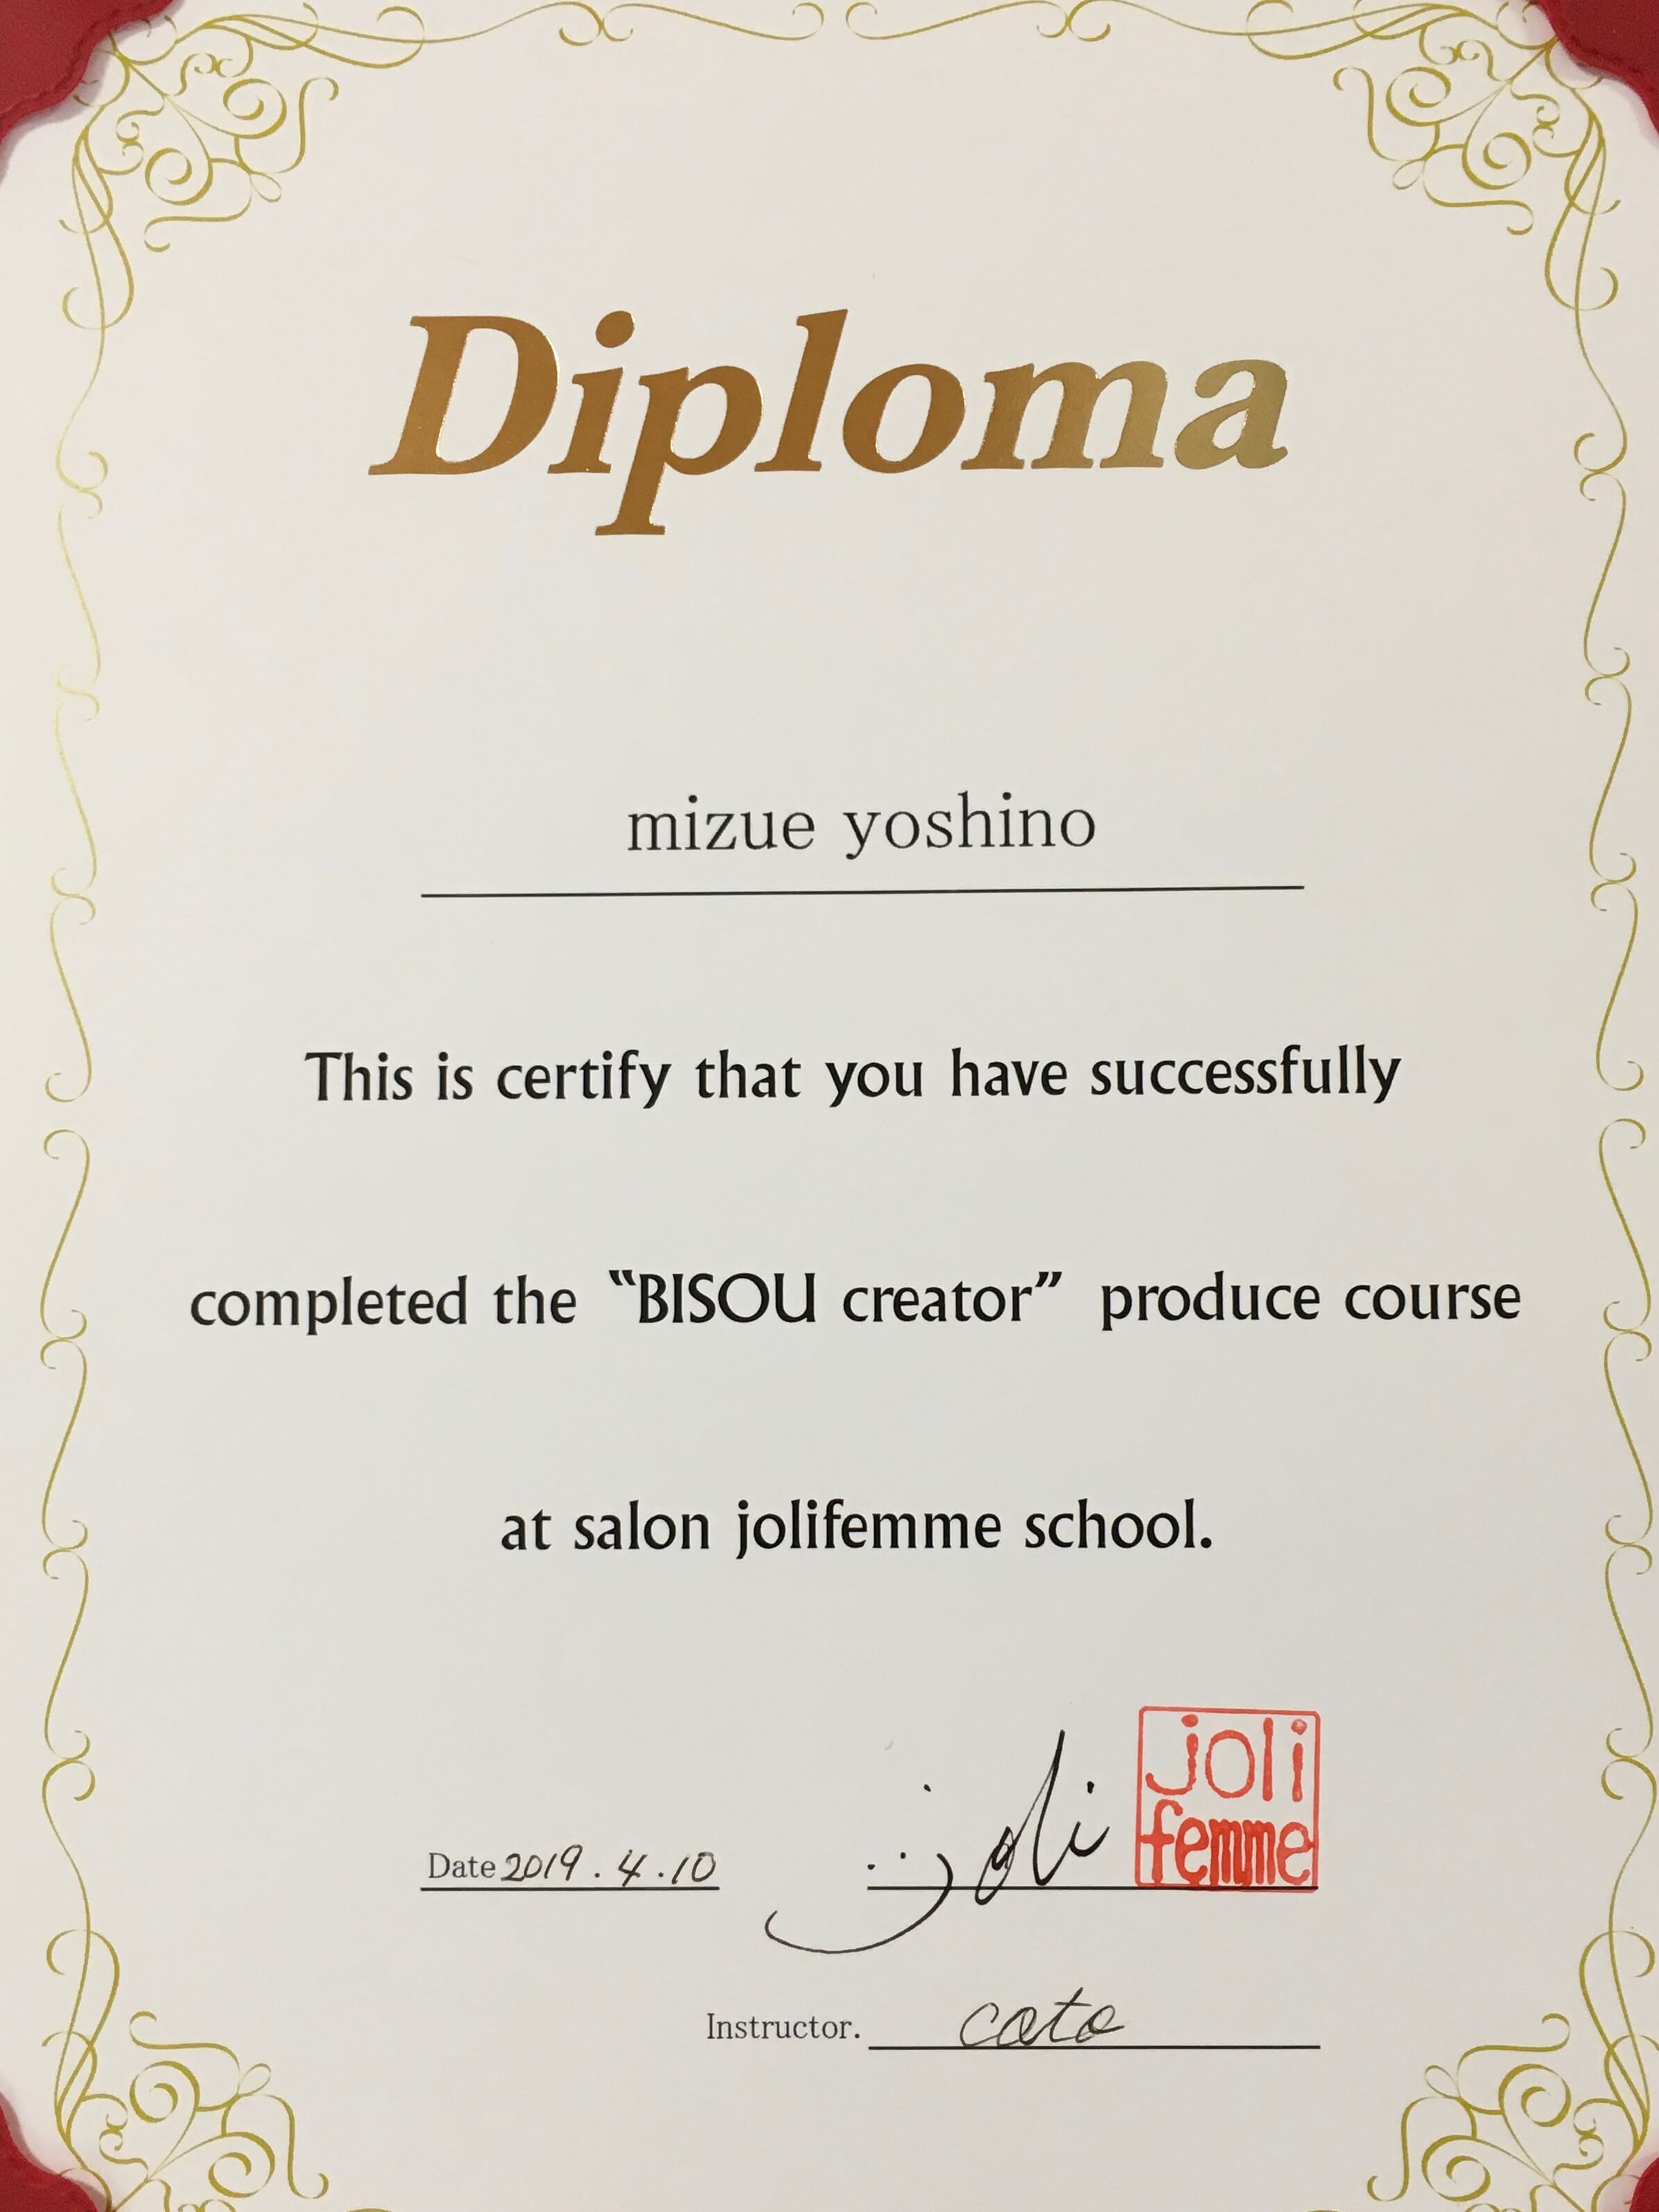 Diploma
mizue yoshino
This is certify that you have successfully
completed the “BISOU creator” produce course
at salon jolifemme school.
joli
femme
Date 2019.4.10 joli
Instructor. cato